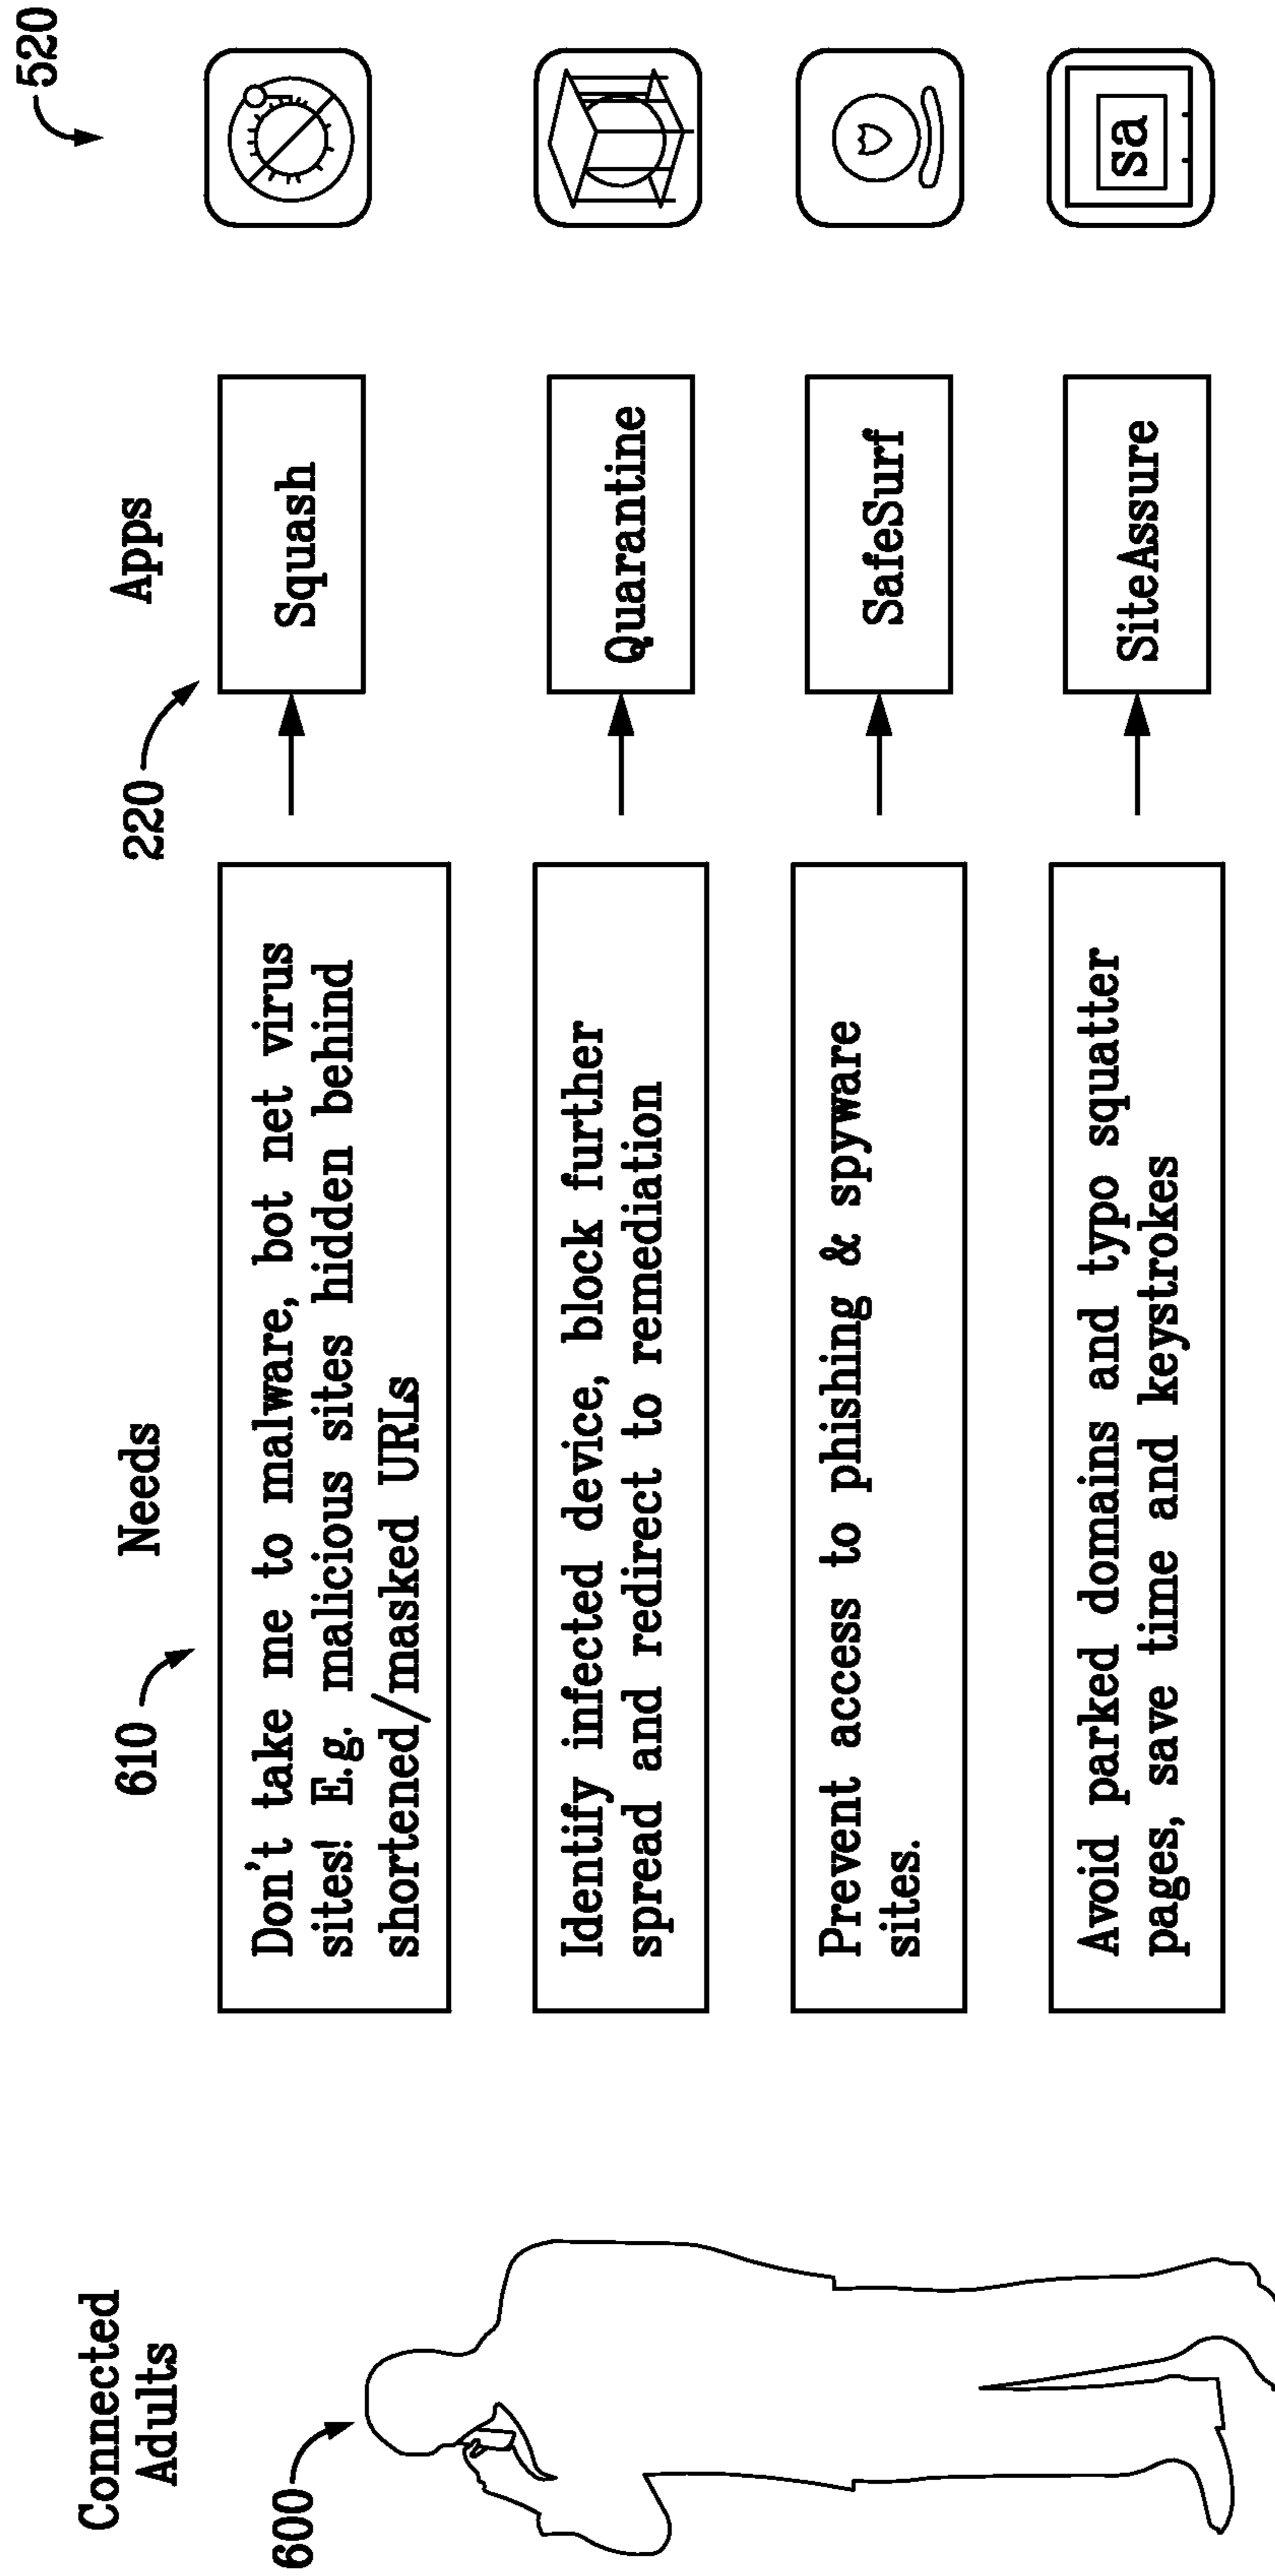 Connected
Adults
600
Needs
610
Apps
220
520
Don't take me to malware, bot net virus
sites! E.g. malicious sites hidden behind
shortened/masked URLs
Squash
Identify infected device, block further
spread and redirect to remediation
Quarantine
Prevent access to phishing & spyware
sites.
SafeSurf
Avoid parked domains and typo squatter
pages, save time and keystrokes
SiteAssure
sa